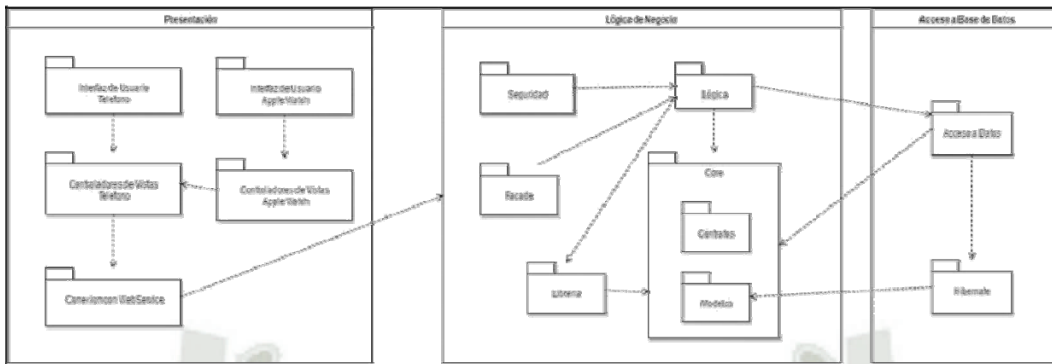 Presentación
Lógica de Negocio
Acceso a Base de Datos
Interfaz de Usuario
Telefono
Interfaz de Usuario
Apple Watch
Seguridad
Lógica
Acceso a Datos
Controladores de Vistas
Telefono
Controladores de Vistas
Apple Watch
Facade
Core
Contratos
Conexion con WebService
Libreria
Modelos
Hibernate